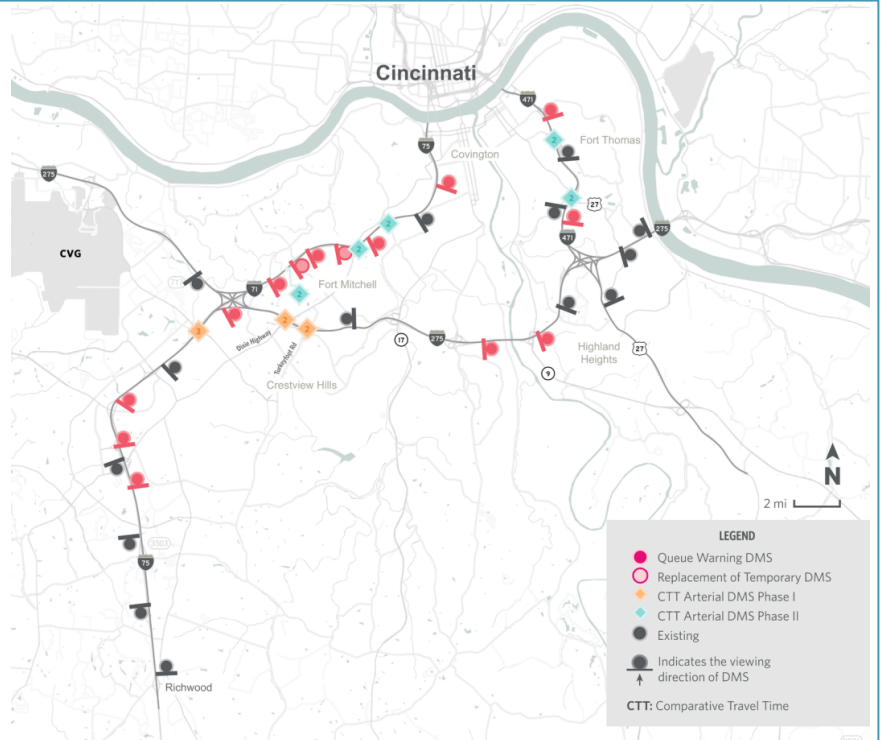 Cincinnati
471
Fort Thomas
2
75
Covington
275
2
27
CVG
2
2
471
275
717
71
Fort Mitchell
2
3
2
2
Dixie Highway
Turkeyfoot Rd
17
275
Crestview Hills
Highland
Heights
27
9
N
2 mi
3503
75
Richwood
LEGEND
Queue Warning DMS
Replacement of Temporary DMS
CTT Arterial DMS Phase I
CTT Arterial DMS Phase II
Existing
Indicates the viewing
direction of DMS
CTT: Comparative Travel Time